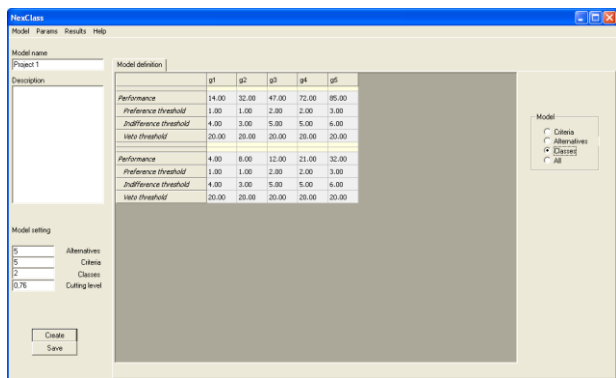 NexClass
Model Params Results Help
Model name
Project 1
Description
Model definition
g1 g2 g3 g4 g5
Performance 14.00 32.00 47.00 72.00 85.00
Preference threshold 1.00 1.00 2.00 2.00 3.00
Indifference threshold 4.00 3.00 5.00 5.00 6.00
Veto threshold 20.00 20.00 20.00 20.00 20.00
Performance 4.00 8.00 12.00 21.00 32.00
Preference threshold 1.00 1.00 2.00 2.00 3.00
Indifference threshold 4.00 3.00 5.00 5.00 6.00
Veto threshold 20.00 20.00 20.00 20.00 20.00
Model
Criteria
Alternatives
Classes
All
Model setting
5 Alternatives
5 Criteria
2 Classes
0,76 Cutting level
Create
Save